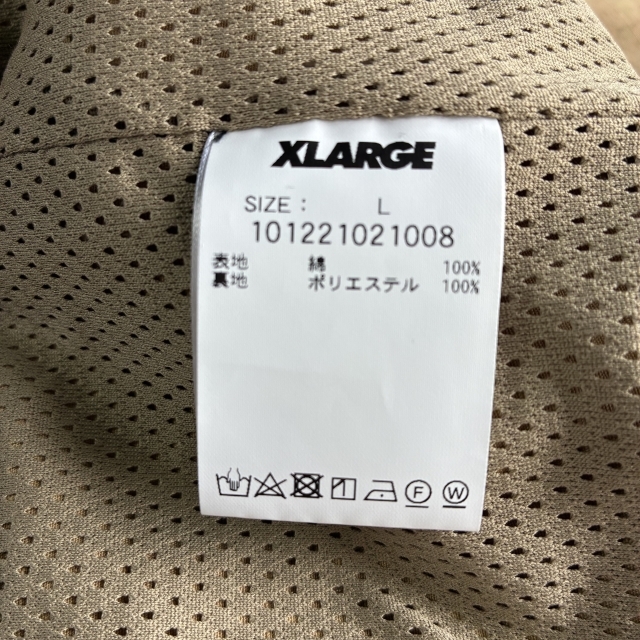 XLARGE
SIZE : L
101221021008
表地 綿 100%
裏地 ポリエステル 100%
F W